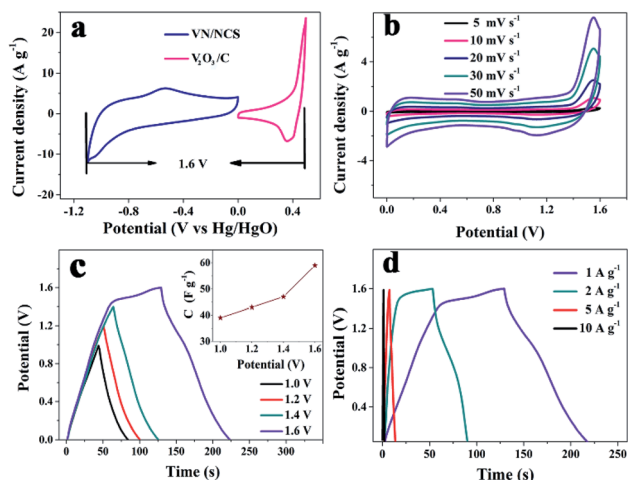 a
VN/NCS
V₂O₃/C
1.6 V
Current density (A g⁻¹)
20
10
0
-10
-20
-1.2
-0.8
-0.4
0.0
0.4
Potential (V vs Hg/HgO)
b
5 mV s⁻¹
10 mV s⁻¹
20 mV s⁻¹
30 mV s⁻¹
50 mV s⁻¹
Current density (A g⁻¹)
8
4
0
-4
0.0
0.4
0.8
1.2
1.6
Potential (V)
c
C (F g⁻¹)
60
50
40
30
1.0
1.2
1.4
1.6
Potential (V)
1.0 V
1.2 V
1.4 V
1.6 V
Potential (V)
2.0
1.6
1.2
0.8
0.4
0.0
0
50
100
150
200
250
Time (s)
d
1 A g⁻¹
2 A g⁻¹
5 A g⁻¹
10 A g⁻¹
Potential (V)
2.0
1.6
1.2
0.8
0.4
0
50
100
150
200
250
Time (s)